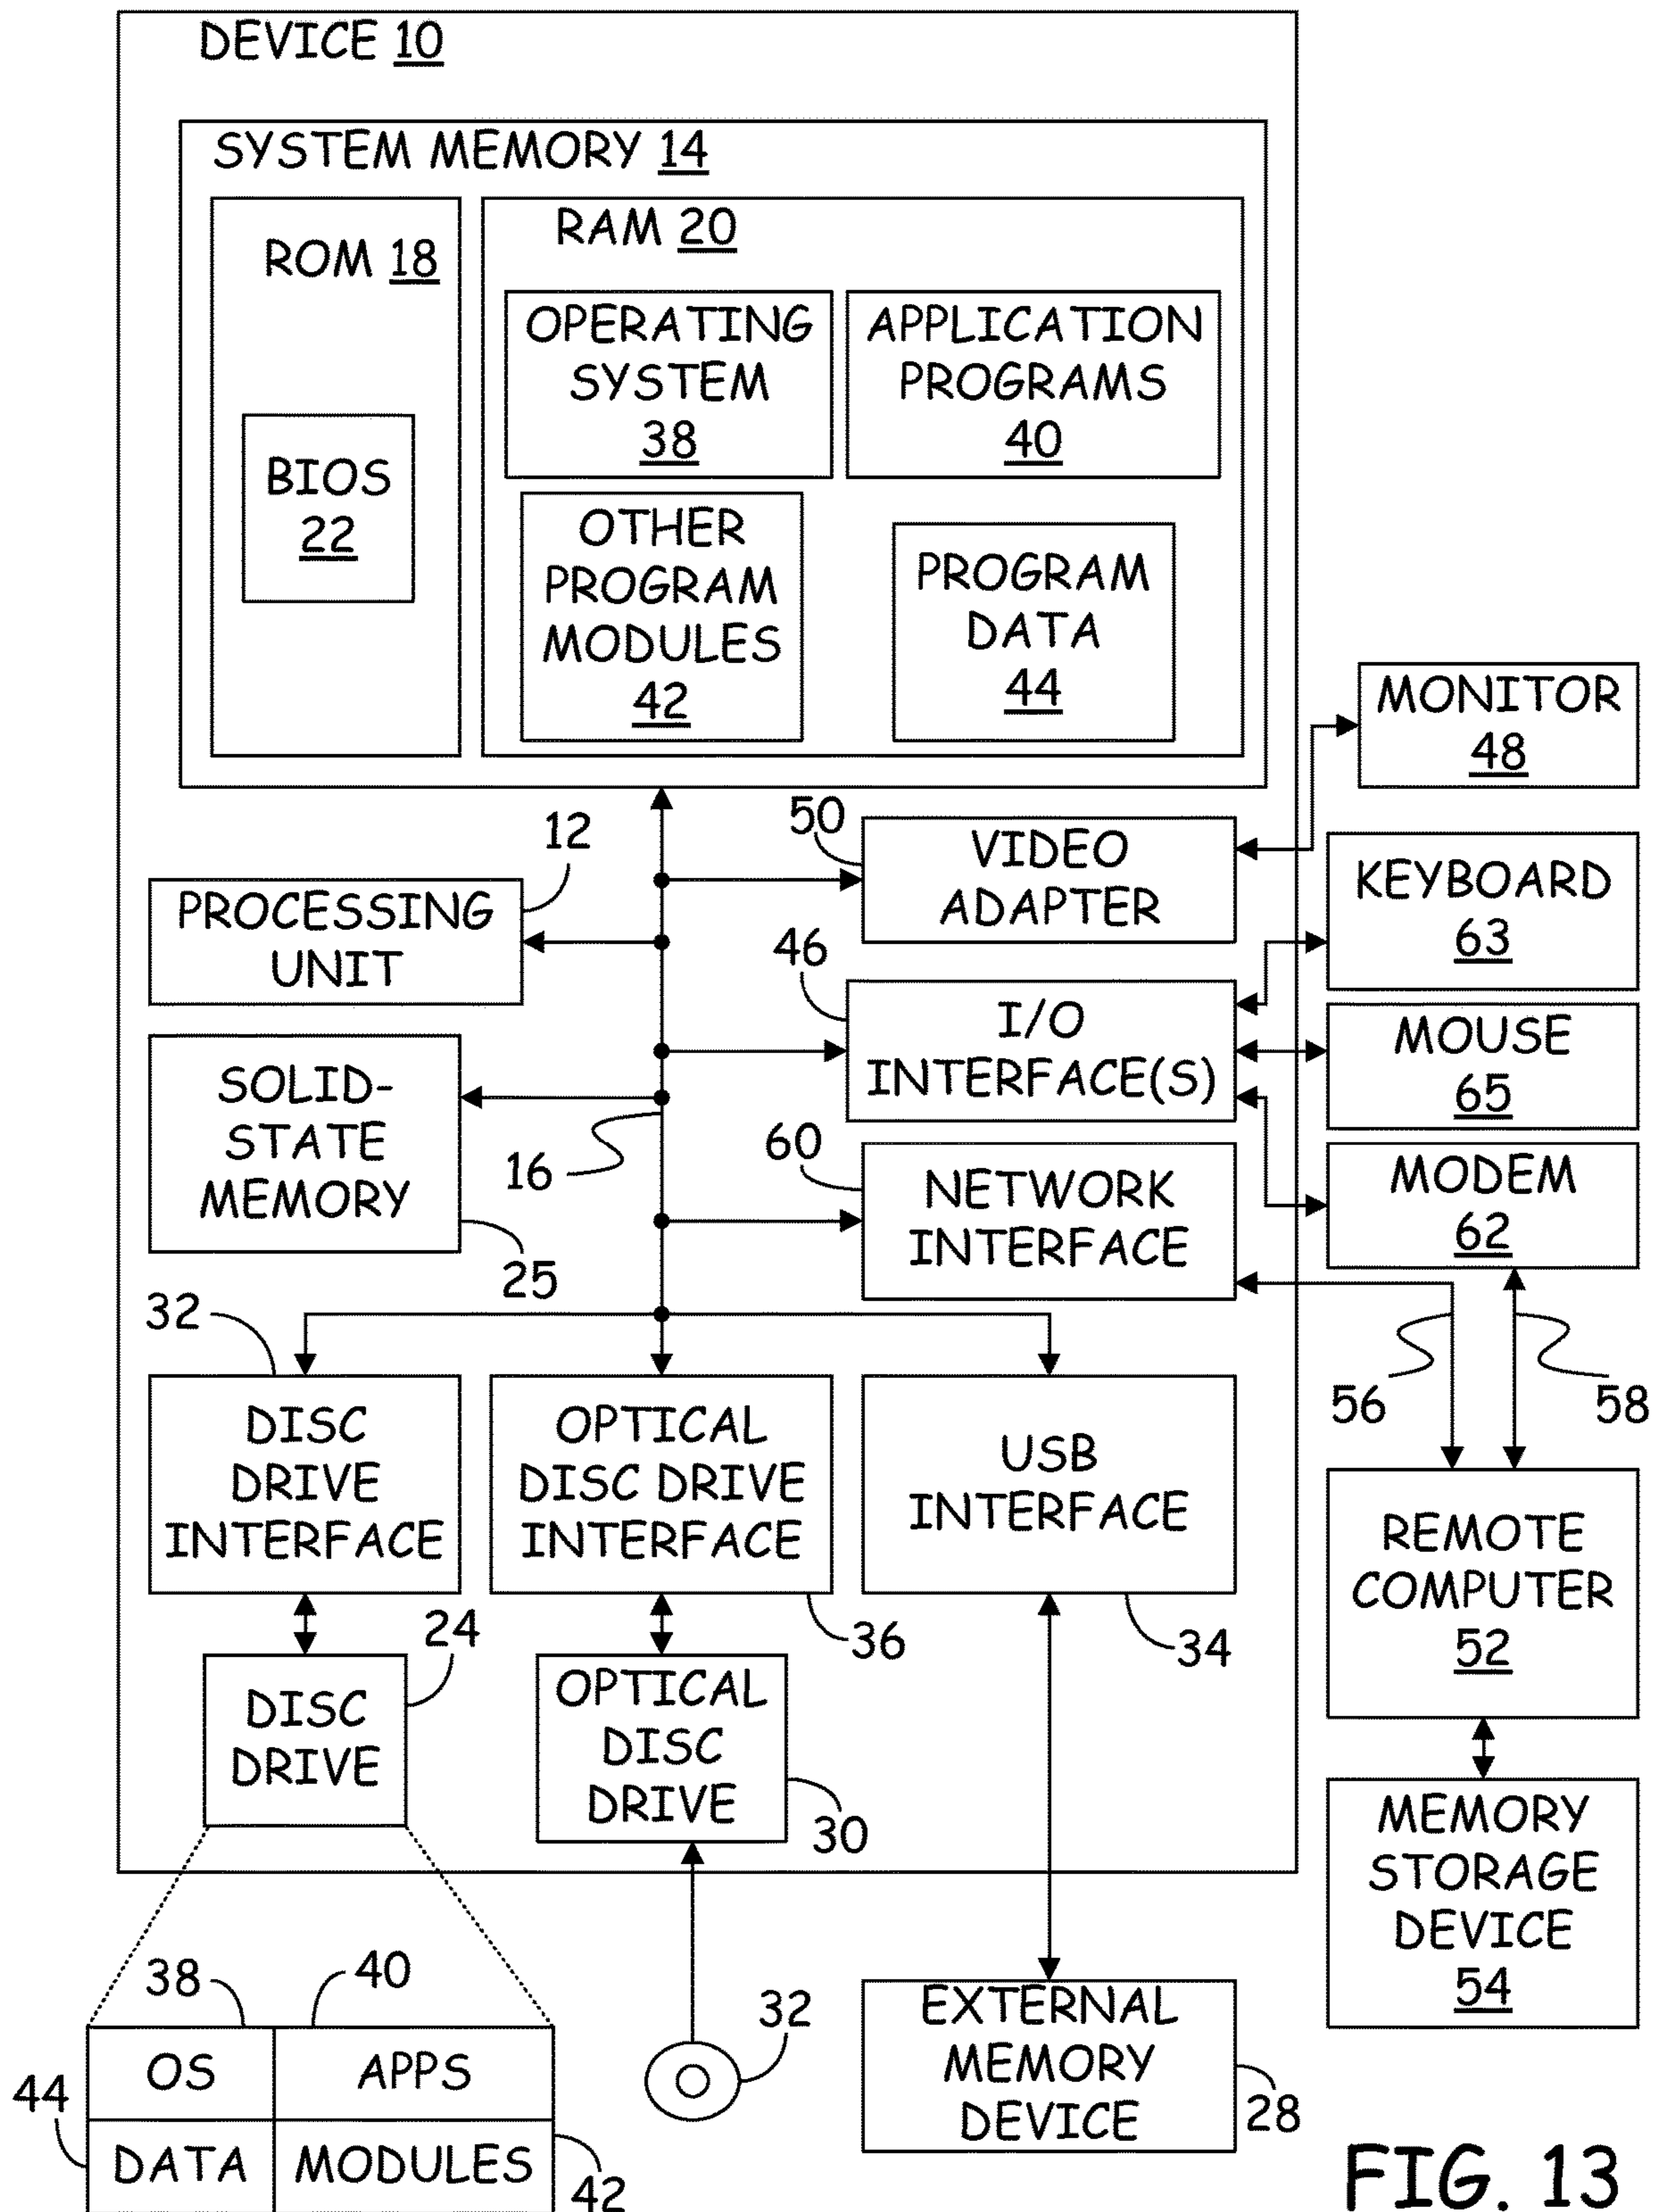 DEVICE 10
SYSTEM MEMORY 14
ROM 18
BIOS
22
RAM 20
OPERATING
SYSTEM
38
APPLICATION
PROGRAMS
40
OTHER
PROGRAM
MODULES
42
PROGRAM
DATA
44
MONITOR
48
12
PROCESSING
UNIT
50
VIDEO
ADAPTER
KEYBOARD
63
46
I/O
INTERFACE(S)
MOUSE
65
SOLID-
STATE
MEMORY
25
16
60
NETWORK
INTERFACE
MODEM
62
56
58
32
DISC
DRIVE
INTERFACE
OPTICAL
DISC DRIVE
INTERFACE
36
USB
INTERFACE
34
REMOTE
COMPUTER
52
24
DISC
DRIVE
OPTICAL
DISC
DRIVE
30
MEMORY
STORAGE
DEVICE
54
38
40
OS
APPS
44
DATA
MODULES
42
32
EXTERNAL
MEMORY
DEVICE
28
FIG. 13